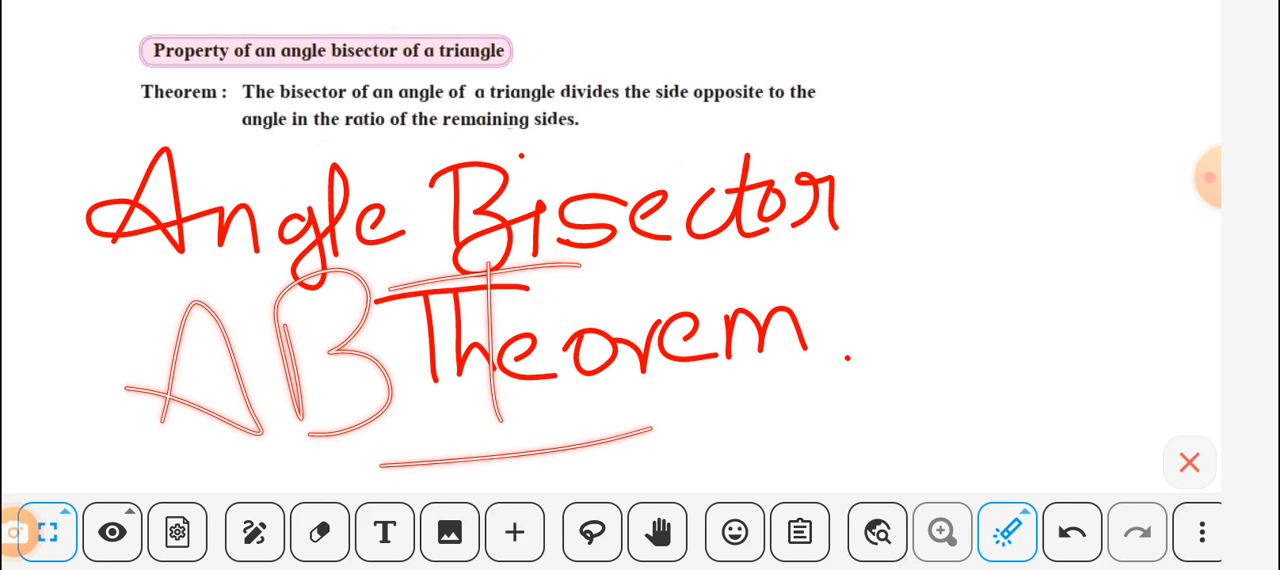 Property of an angle bisector of a triangle
Theorem : The bisector of an angle of a triangle divides the side opposite to the
angle in the ratio of the remaining sides.
Angle Bisector
Theorem.
ABT
T